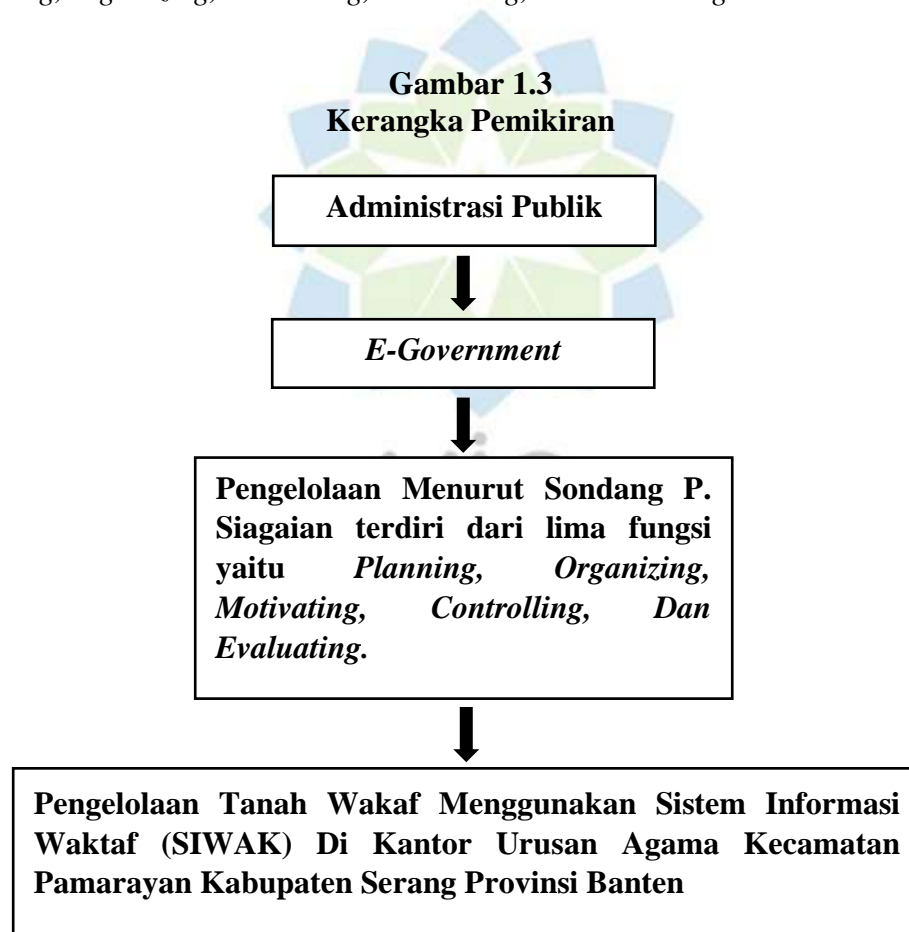 Gambar 1.3
Kerangka Pemikiran
Administrasi Publik
E-Government
Pengelolaan Menurut Sondang P.
Siagaian terdiri dari lima fungsi
yaitu Planning, Organizing,
Motivating, Controlling, Dan
Evaluating.
Pengelolaan Tanah Wakaf Menggunakan Sistem Informasi
Waktaf (SIWAK) Di Kantor Urusan Agama Kecamatan
Pamarayan Kabupaten Serang Provinsi Banten